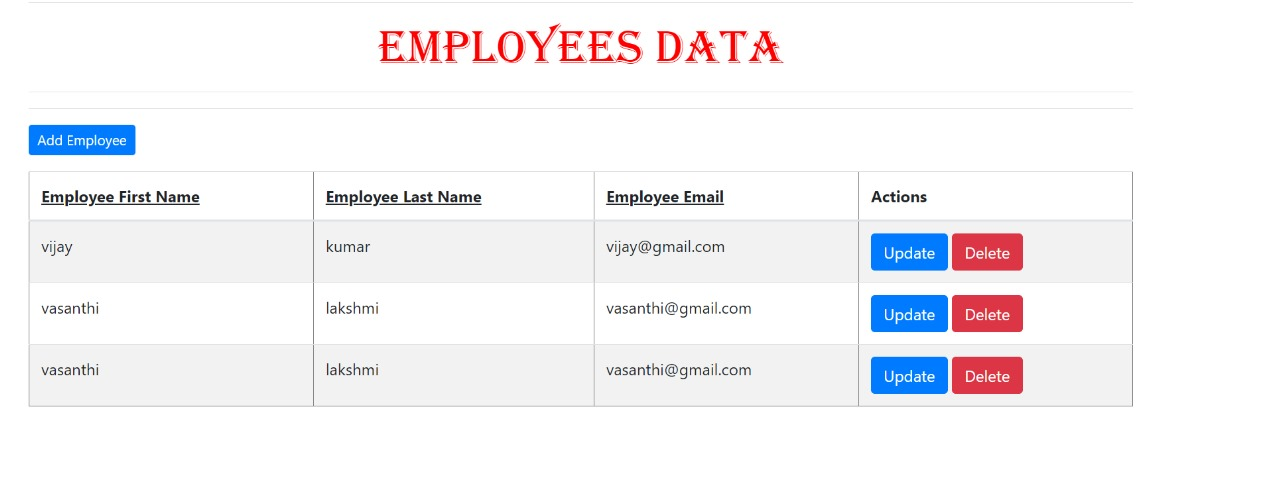 EMPLOYEES DATA
Add Employee
Employee First Name Employee Last Name Employee Email Actions
vijay kumar vijay@gmail.com Update Delete
vasanthi lakshmi vasanthi@gmail.com Update Delete
vasanthi lakshmi vasanthi@gmail.com Update Delete